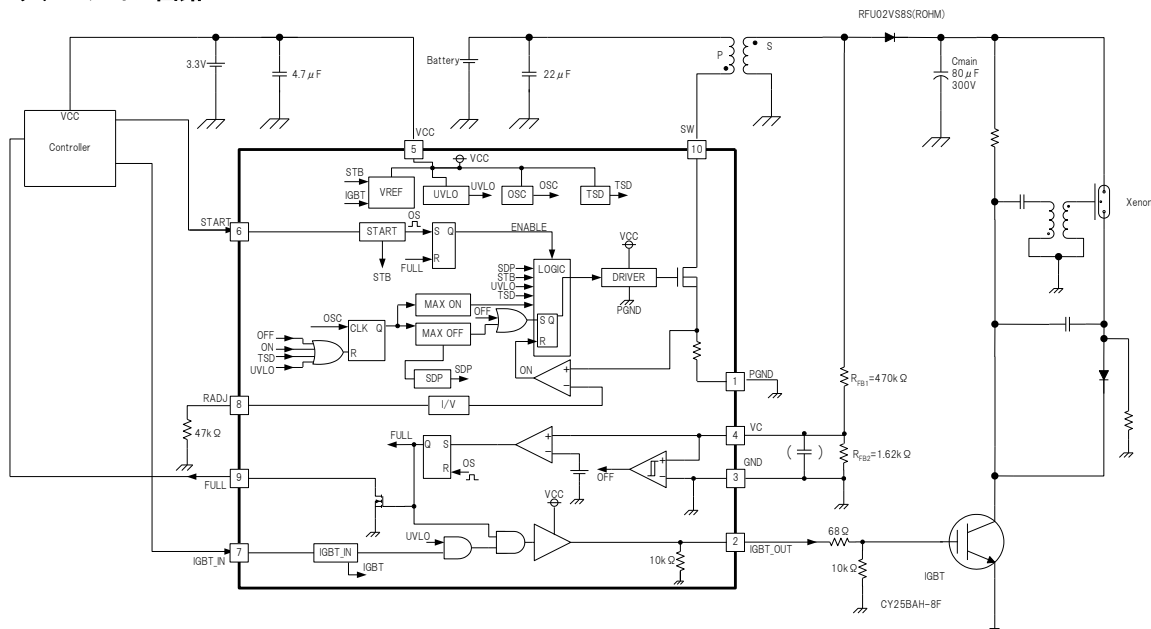 RFU02VS8S(ROHM)
P
S
3.3V
4.7μF
Battery
22μF
Cmain
80μF
300V
VCC
Controller
VCC
5
SW
10
VCC
STB
IGBT
VREF
UVLO
UVLO
OSC
OSC
TSD
TSD
Xenon
START
6
START
OS
STB
S Q
R
FULL
ENABLE
SDP
STB
UVLO
TSD
LOGIC
VCC
DRIVER
PGND
MAX ON
OFF
OSC
CLK Q
R
MAX OFF
S Q
R
OFF
ON
TSD
UVLO
SDP
SDP
ON
+
−
1
PGND
RFB1=470kΩ
RADJ
8
I/V
47kΩ
FULL
Q S
R
OS
+
−
4
VC
OFF
+
−
GND
3
( )
RFB2=1.62kΩ
9
FULL
VCC
UVLO
7
IGBT_IN
IGBT_IN
IGBT
10kΩ
2
IGBT_OUT
68Ω
10kΩ
IGBT
CY25BAH-8F